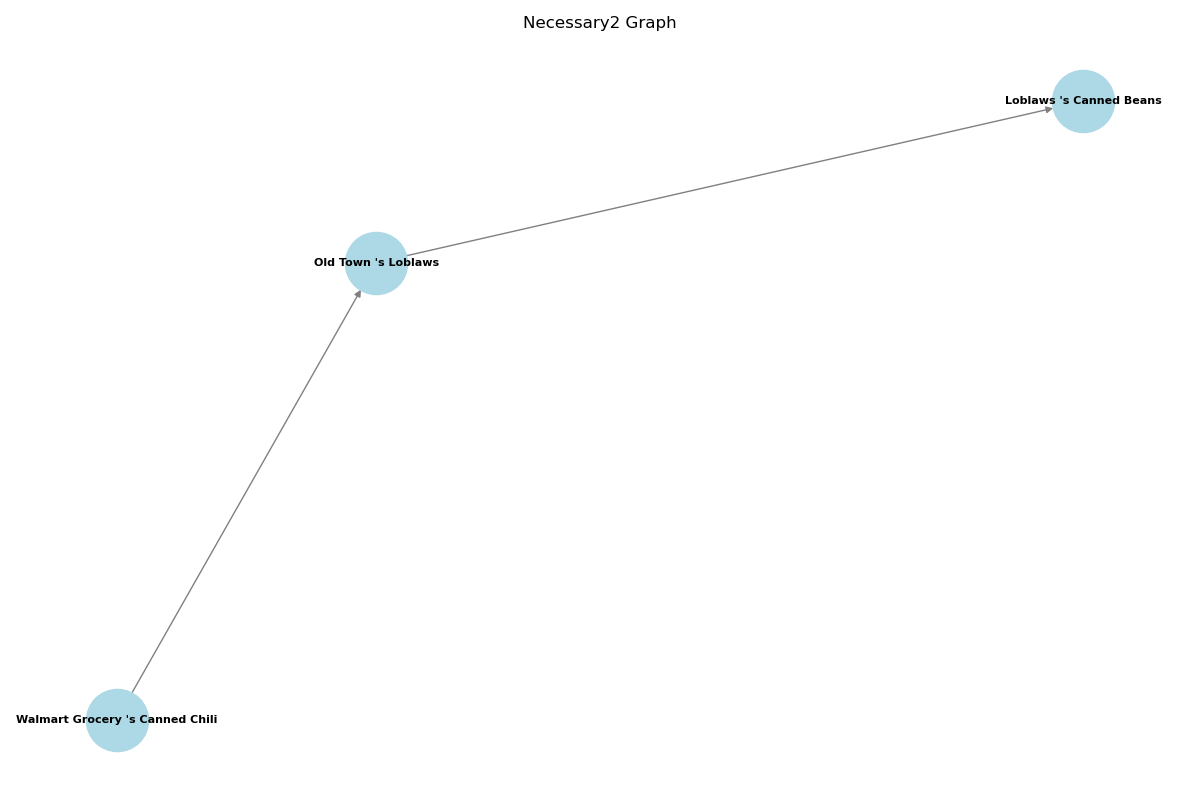 Necessary2 Graph
Loblaws 's Canned Beans
Old Town 's Loblaws
Walmart Grocery 's Canned Chili